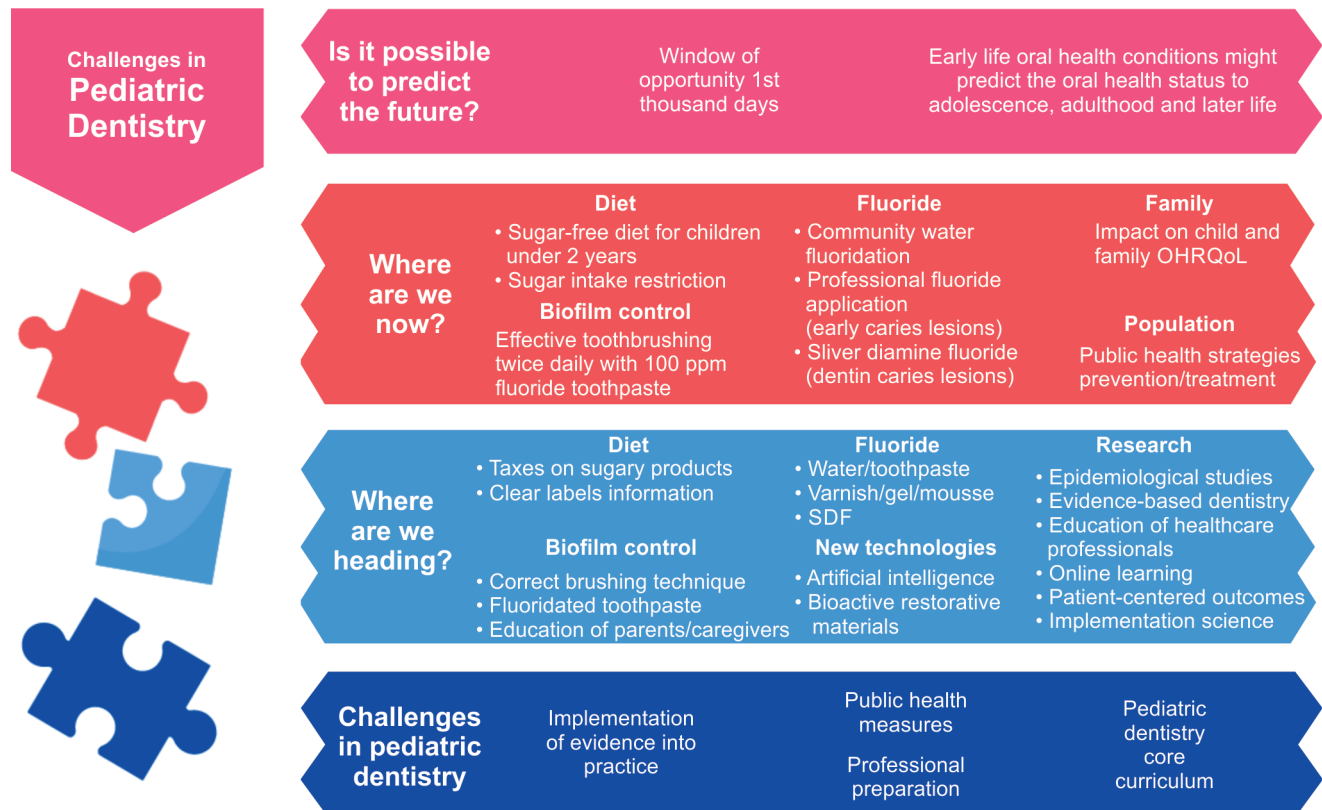 Challenges in
Pediatric
Dentistry
Is it possible
to predict
the future?
Window of
opportunity 1st
thousand days
Early life oral health conditions might
predict the oral health status to
adolescence, adulthood and later life
Where
are we
now?
Diet
• Sugar-free diet for children
under 2 years
• Sugar intake restriction
Biofilm control
Effective toothbrushing
twice daily with 100 ppm
fluoride toothpaste
Fluoride
• Community water
fluoridation
• Professional fluoride
application
(early caries lesions)
• Sliver diamine fluoride
(dentin caries lesions)
Family
Impact on child and
family OHRQoL
Population
Public health strategies
prevention/treatment
Where
are we
heading?
Diet
• Taxes on sugary products
• Clear labels information
Biofilm control
• Correct brushing technique
• Fluoridated toothpaste
• Education of parents/caregivers
Fluoride
• Water/toothpaste
• Varnish/gel/mousse
• SDF
New technologies
• Artificial intelligence
• Bioactive restorative
materials
Research
• Epidemiological studies
• Evidence-based dentistry
• Education of healthcare
professionals
• Online learning
• Patient-centered outcomes
• Implementation science
Challenges
in pediatric
dentistry
Implementation
of evidence into
practice
Public health
measures
Professional
preparation
Pediatric
dentistry
core
curriculum